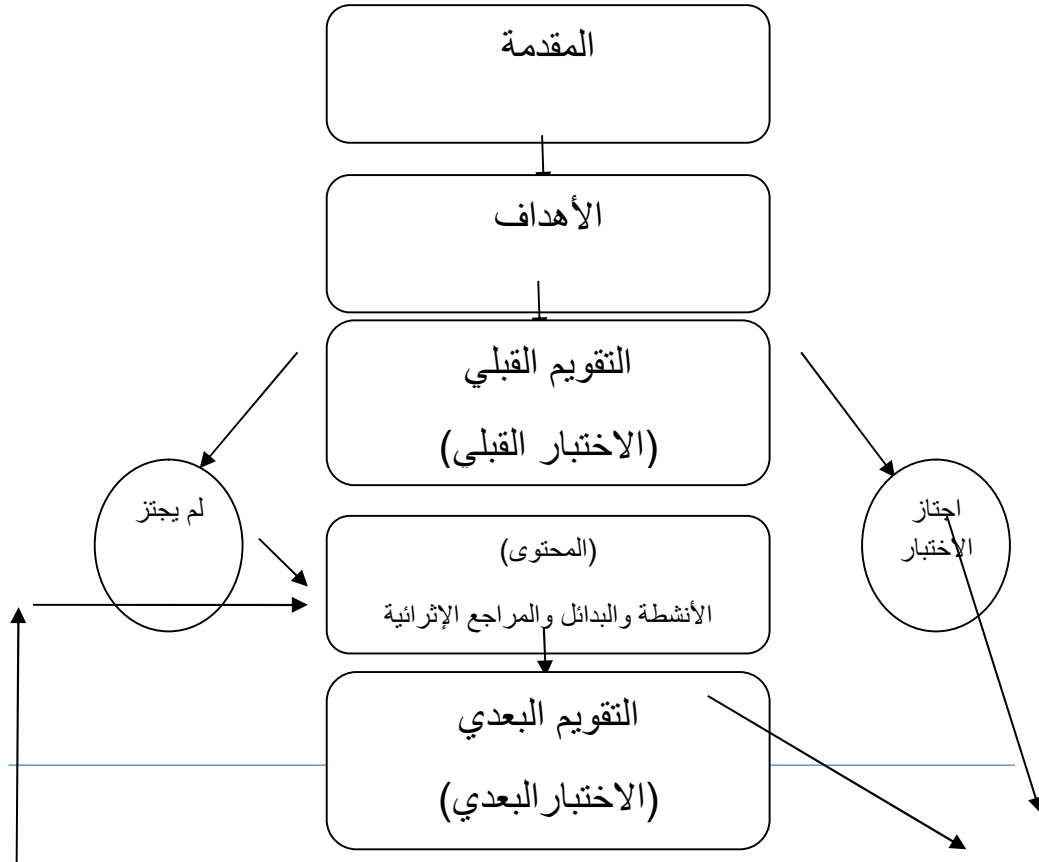 المقدمة
الأهداف
التقويم القبلي
(الاختبار القبلي)
لم يجتز
اجتاز
الاختبار
(المحتوى)
الأنشطة والبدائل والمراجع الإثرائية
التقويم البعدي
(الاختبار البعدي)